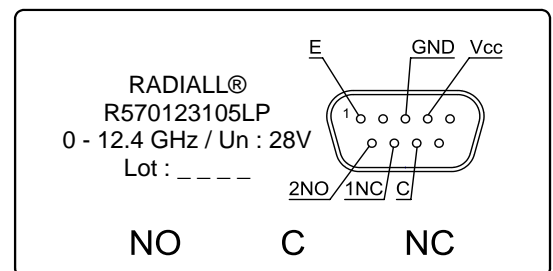 E GND Vcc
RADIALL®
R570123105LP
0 - 12.4 GHz / Un : 28V
Lot : _ _ _ _
1
2NO 1NC C
NO C NC